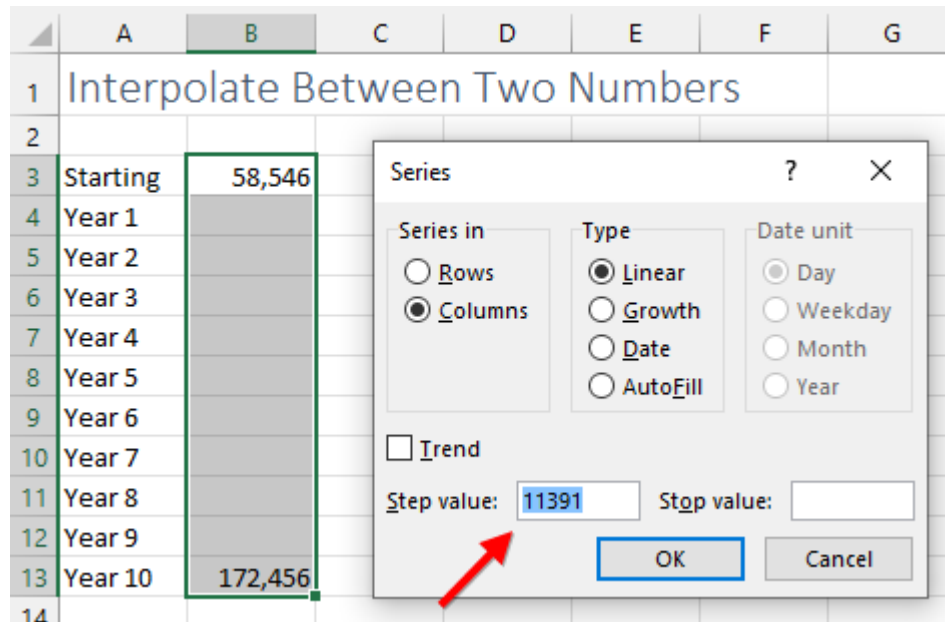 A B C D E F G
1 Interpolate Between Two Numbers
2
3 Starting 58,546
4 Year 1
5 Year 2
6 Year 3
7 Year 4
8 Year 5
9 Year 6
10 Year 7
11 Year 8
12 Year 9
13 Year 10 172,456
14
Series ?
Series in
Rows
Columns
Type
Linear
Growth
Date
AutoFill
Date unit
Day
Weekday
Month
Year
Trend
Step value: 11391 Stop value:
OK Cancel